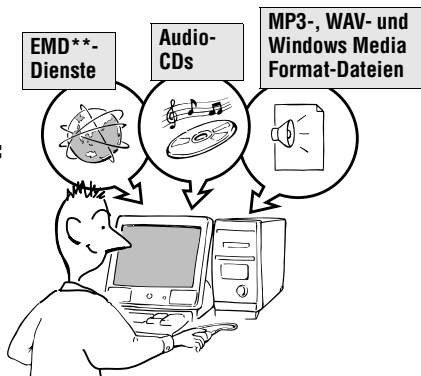 EMD**-
Dienste
Audio-
CDs
MP3-, WAV- und
Windows Media
Format-Dateien